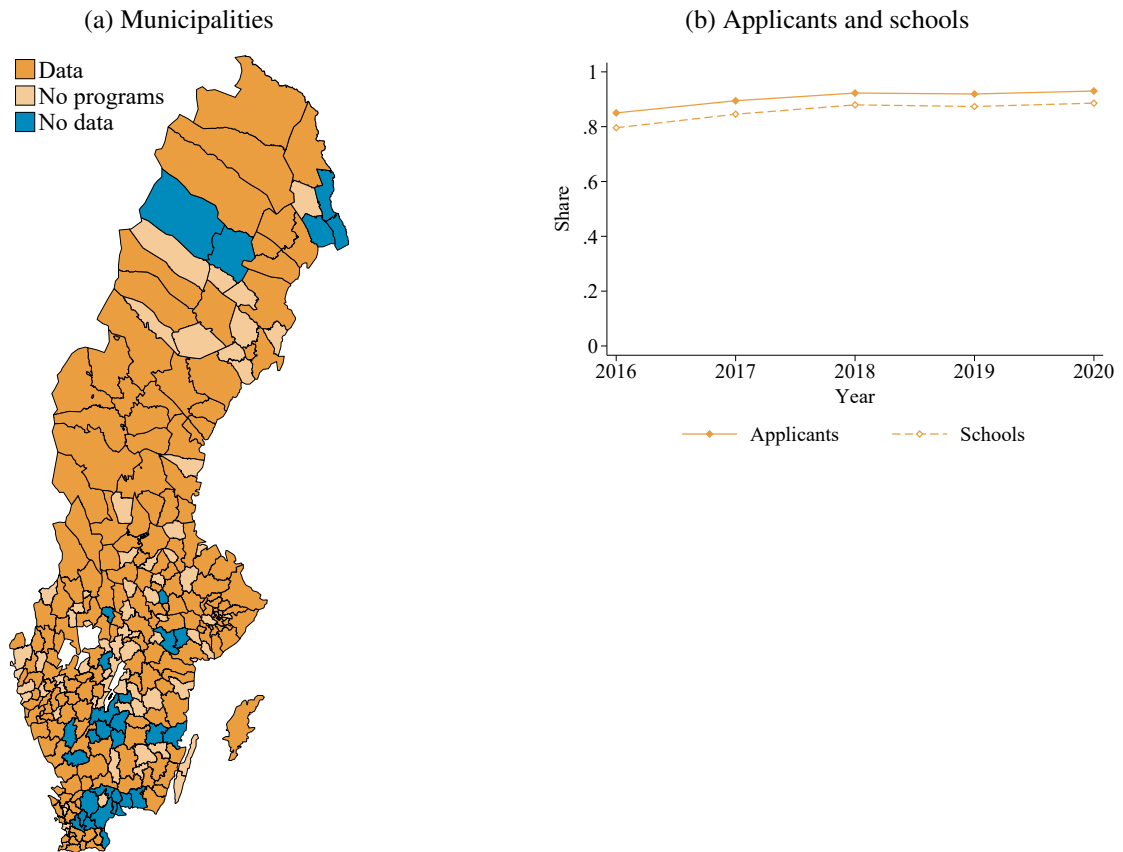 (a) Municipalities
Data
No programs
No data
(b) Applicants and schools
1
.8
.6
.4
.2
0
Share
2016 2017 2018 2019 2020
Year
Applicants Schools